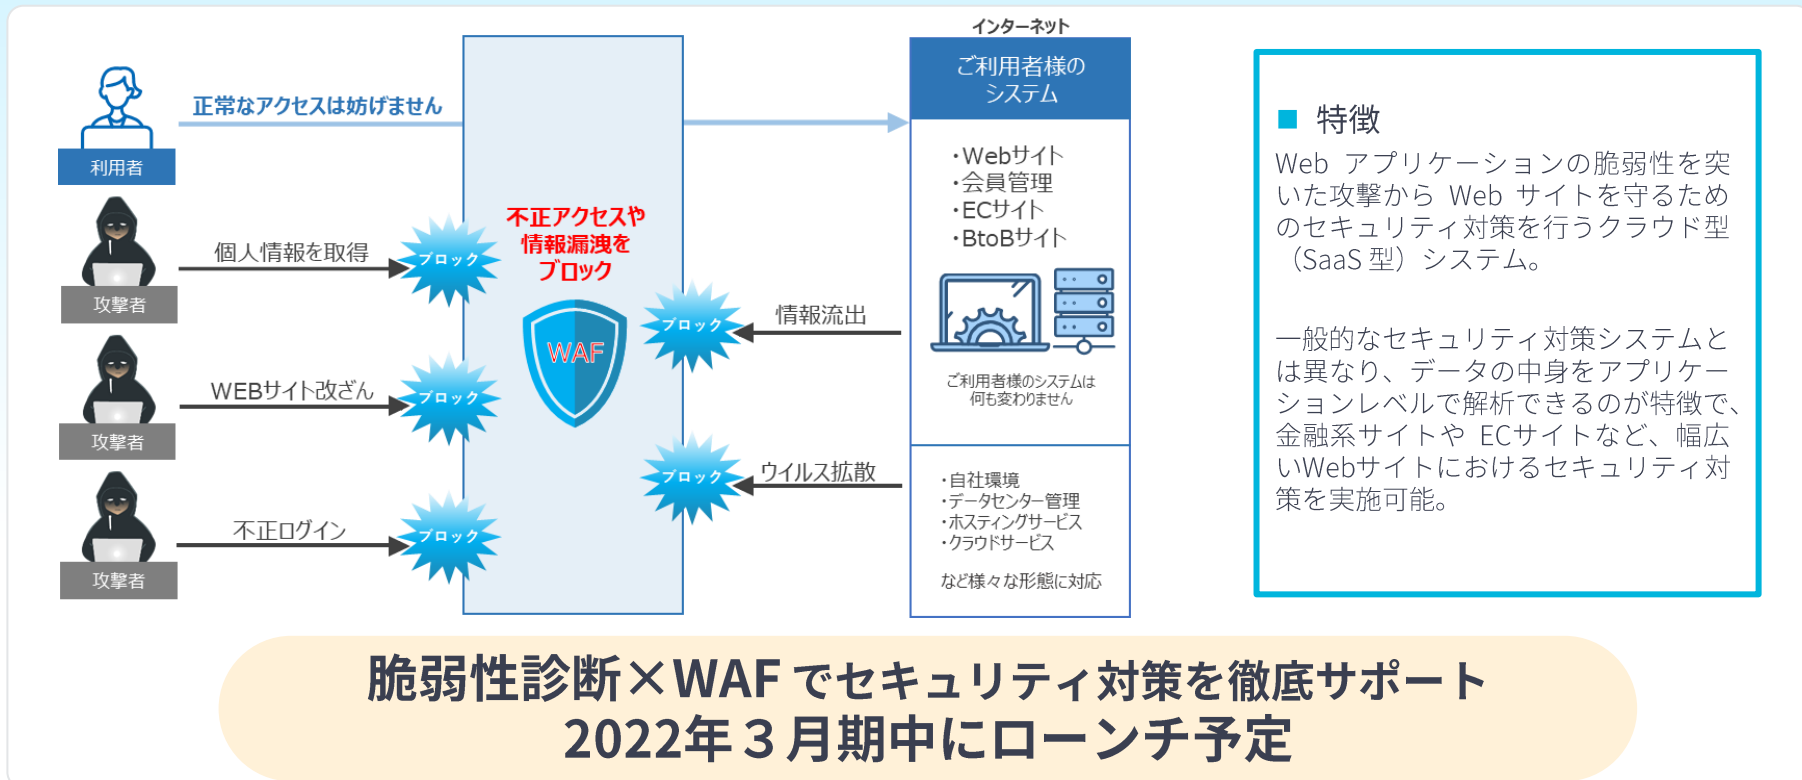 インターネット
ご利用者様の
システム
正常なアクセスは妨げません
利用者
・Webサイト
・会員管理
・ECサイト
・BtoBサイト
不正アクセスや
情報漏洩を
ブロック
WAF
個人情報を取得
ブロック
攻撃者
情報流出
ブロック
ご利用者様のシステムは
何も変わりません
WEBサイト改ざん
ブロック
攻撃者
ウイルス拡散
ブロック
・自社環境
・データセンター管理
・ホスティングサービス
・クラウドサービス
など様々な形態に対応
不正ログイン
ブロック
攻撃者
■ 特徴
Web アプリケーションの脆弱性を突
いた攻撃から Web サイトを守るため
のセキュリティ対策を行うクラウド型
（SaaS 型）システム。
一般的なセキュリティ対策システムと
は異なり、データの中身をアプリケー
ションレベルで解析できるのが特徴で、
金融系サイトや ECサイトなど、幅広
いWebサイトにおけるセキュリティ対
策を実施可能。
脆弱性診断×WAF でセキュリティ対策を徹底サポート
2022年３月期中にローンチ予定